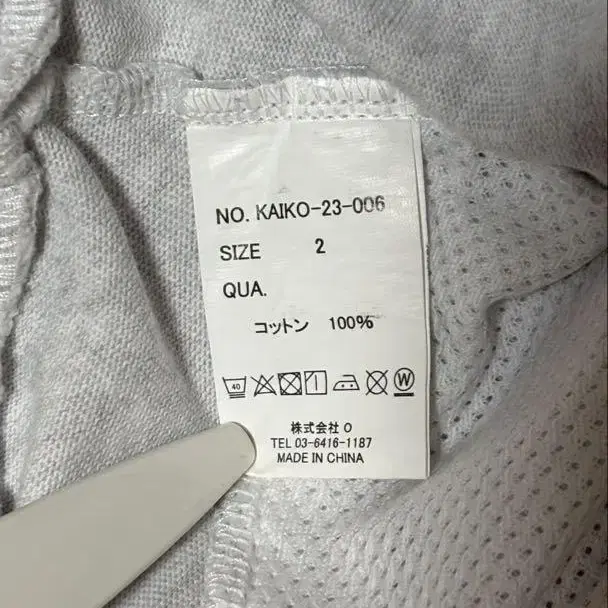 NO. KAIKO-23-006
SIZE 2
QUA.
コットン 100%
40 W
株式会社 O
TEL 03-6416-1187
MADE IN CHINA